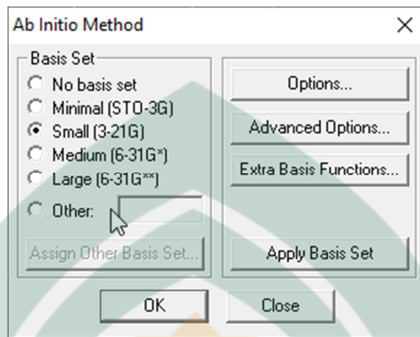 Ab Initio Method
Basis Set
No basis set
Minimal (STO-3G)
Small (3-21G)
Medium (6-31G*)
Large (6-31G**)
Other:
Assign Other Basis Set...
Options...
Advanced Options...
Extra Basis Functions...
Apply Basis Set
OK
Close